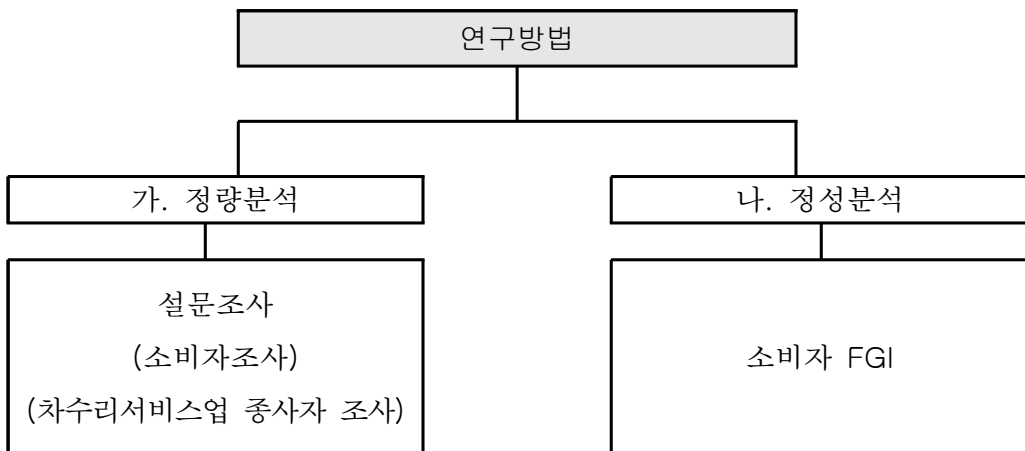 연구방법
가. 정량분석
나. 정성분석
설문조사
(소비자조사)
(차수리서비스업 종사자 조사)
소비자 FGI